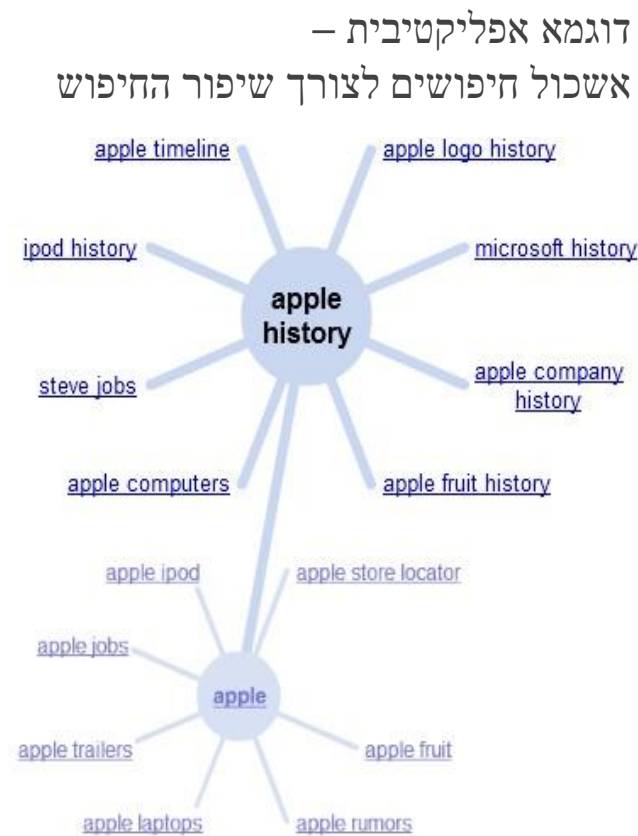 דוגמא אפליקטיבית –
אשכול חיפושים לצורך שיפור החיפוש
apple timeline
apple logo history
ipod history
microsoft history
apple
history
steve jobs
apple company
history
apple computers
apple fruit history
apple ipod
apple store locator
apple jobs
apple
apple trailers
apple fruit
apple laptops
apple rumors